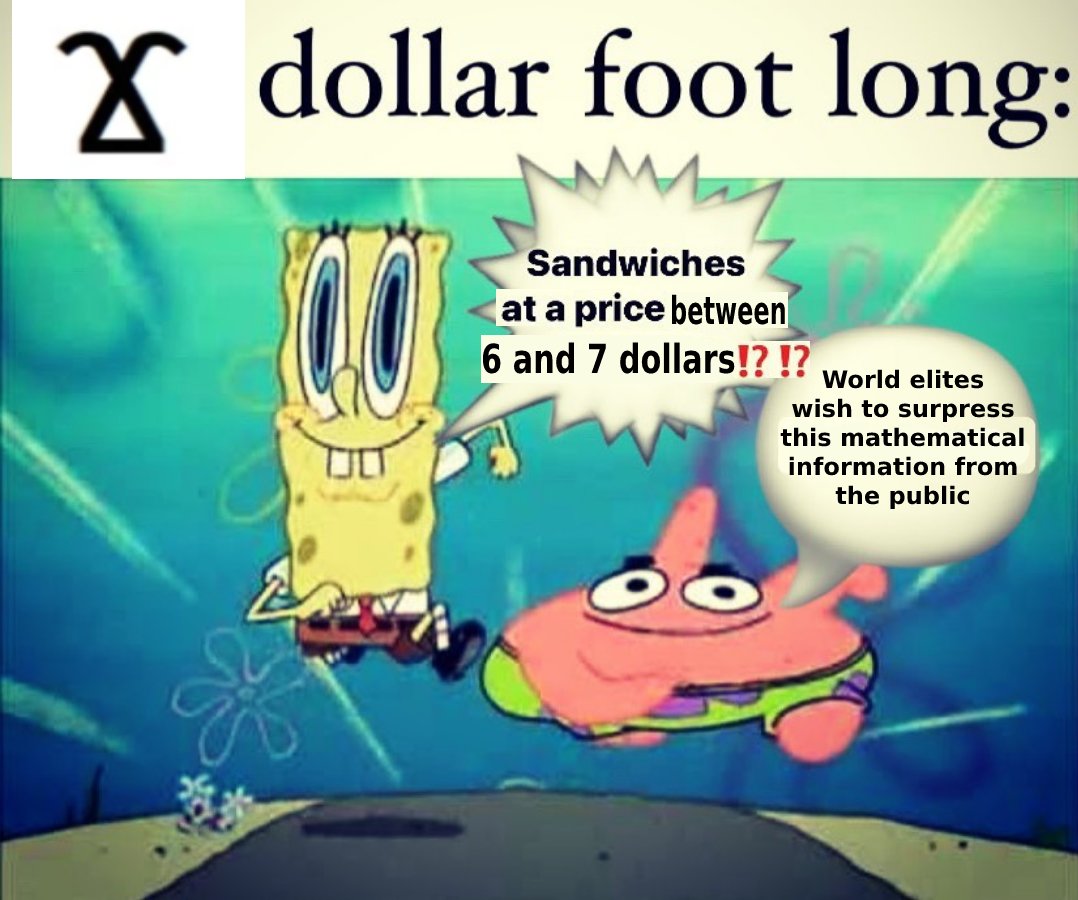 Ϫ dollar foot long:
Sandwiches
at a price between
6 and 7 dollars⁉️⁉️
World elites
wish to surpress
this mathematical
information from
the public